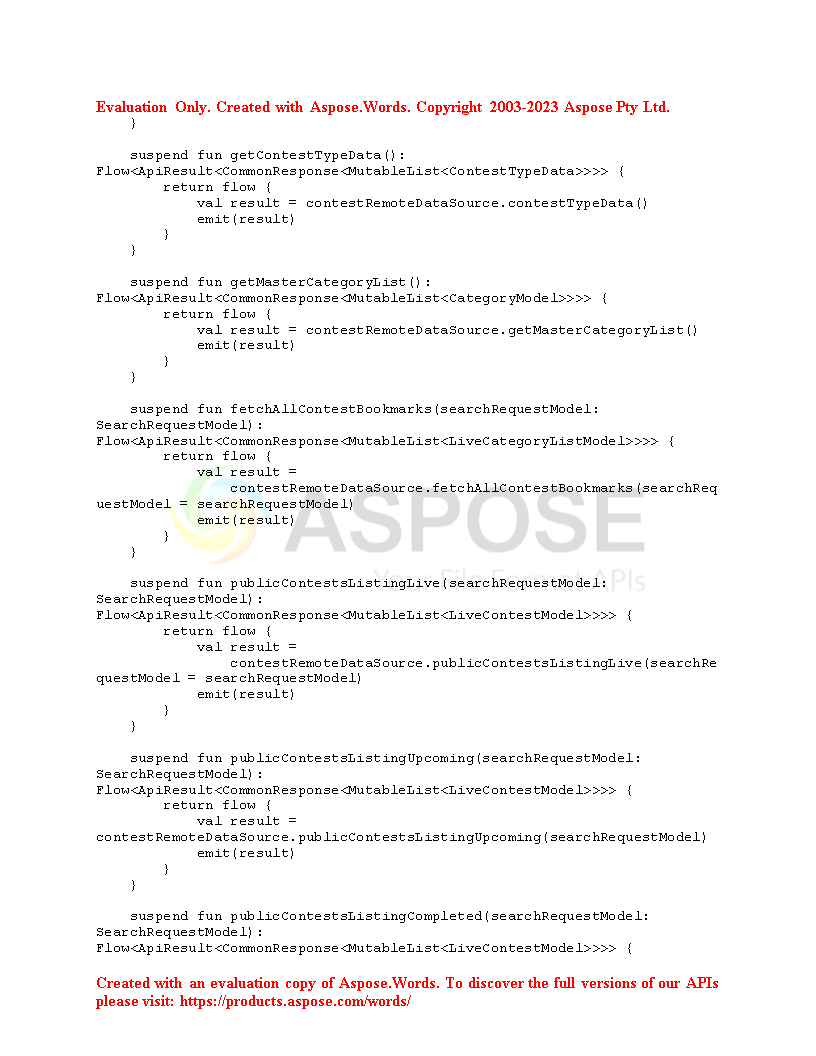 Evaluation Only. Created with Aspose.Words. Copyright 2003-2023 Aspose Pty Ltd.
    }

    suspend fun getContestTypeData():
Flow<ApiResult<CommonResponse<MutableList<ContestTypeData>>>> {
        return flow {
            val result = contestRemoteDataSource.contestTypeData()
            emit(result)
        }
    }

    suspend fun getMasterCategoryList():
Flow<ApiResult<CommonResponse<MutableList<CategoryModel>>>> {
        return flow {
            val result = contestRemoteDataSource.getMasterCategoryList()
            emit(result)
        }
    }

    suspend fun fetchAllContestBookmarks(searchRequestModel:
SearchRequestModel):
Flow<ApiResult<CommonResponse<MutableList<LiveCategoryListModel>>>> {
        return flow {
            val result =
                contestRemoteDataSource.fetchAllContestBookmarks(searchReq
uestModel = searchRequestModel)
            emit(result)
        }
    }
ASPOSE
Your File Format APIs

    suspend fun publicContestsListingLive(searchRequestModel:
SearchRequestModel):
Flow<ApiResult<CommonResponse<MutableList<LiveContestModel>>>> {
        return flow {
            val result =
                contestRemoteDataSource.publicContestsListingLive(searchRe
questModel = searchRequestModel)
            emit(result)
        }
    }

    suspend fun publicContestsListingUpcoming(searchRequestModel:
SearchRequestModel):
Flow<ApiResult<CommonResponse<MutableList<LiveContestModel>>>> {
        return flow {
            val result =
contestRemoteDataSource.publicContestsListingUpcoming(searchRequestModel)
            emit(result)
        }
    }

    suspend fun publicContestsListingCompleted(searchRequestModel:
SearchRequestModel):
Flow<ApiResult<CommonResponse<MutableList<LiveContestModel>>>> {

Created with an evaluation copy of Aspose.Words. To discover the full versions of our APIs
please visit: https://products.aspose.com/words/